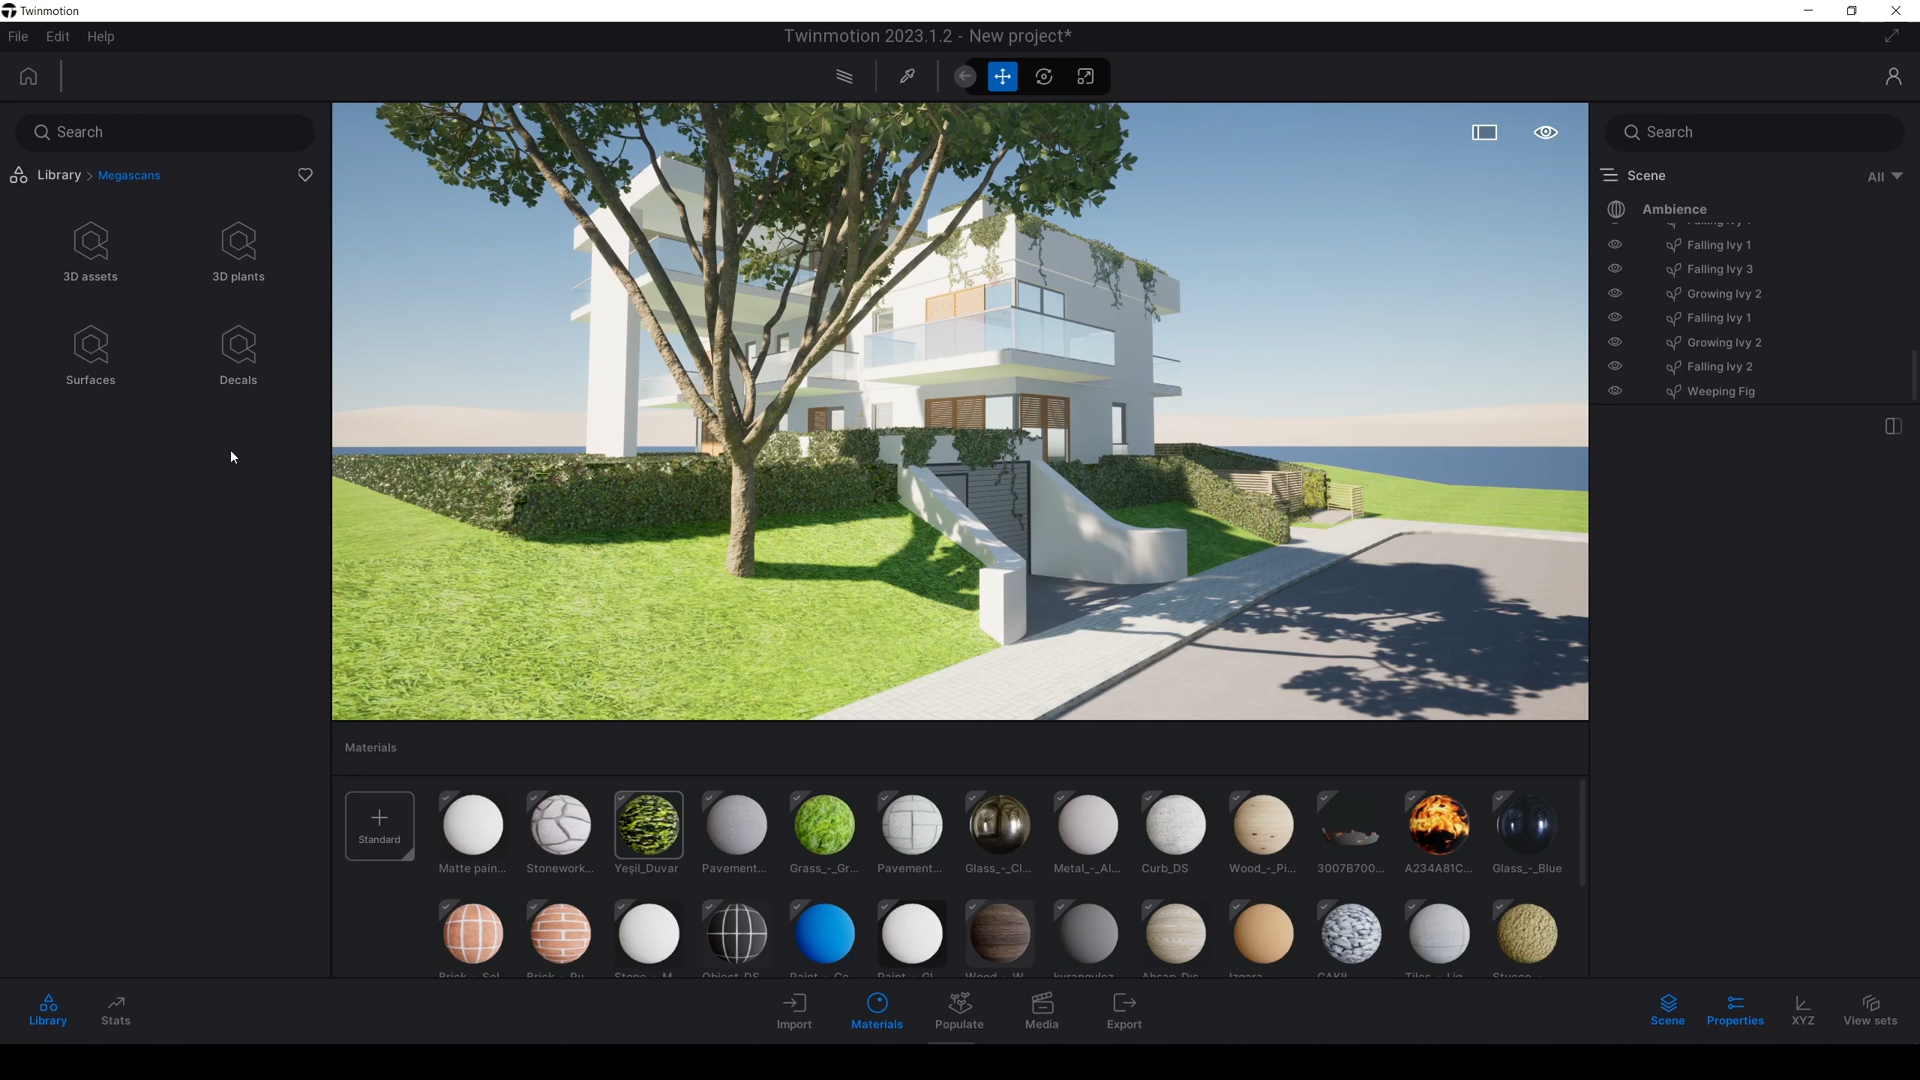 Twinmotion
File Edit Help
Twinmotion 2023.1.2 - New project*
Search
Library > Megascans
3D assets
3D plants
Surfaces
Decals
Search
Scene
All
Ambience
Falling Ivy 1
Falling Ivy 3
Growing Ivy 2
Falling Ivy 1
Growing Ivy 2
Falling Ivy 2
Weeping Fig
Materials
Standard
Matte pain...
Stonework...
Yeşil_Duvar
Pavement...
Grass_-_Gr...
Pavement...
Glass_-_Cl...
Metal_-_Al...
Curb_DS
Wood_-_Pi...
3007B700...
A234A81C...
Glass_-_Blue
Library
Stats
Import
Materials
Populate
Media
Export
Scene
Properties
XYZ
View sets